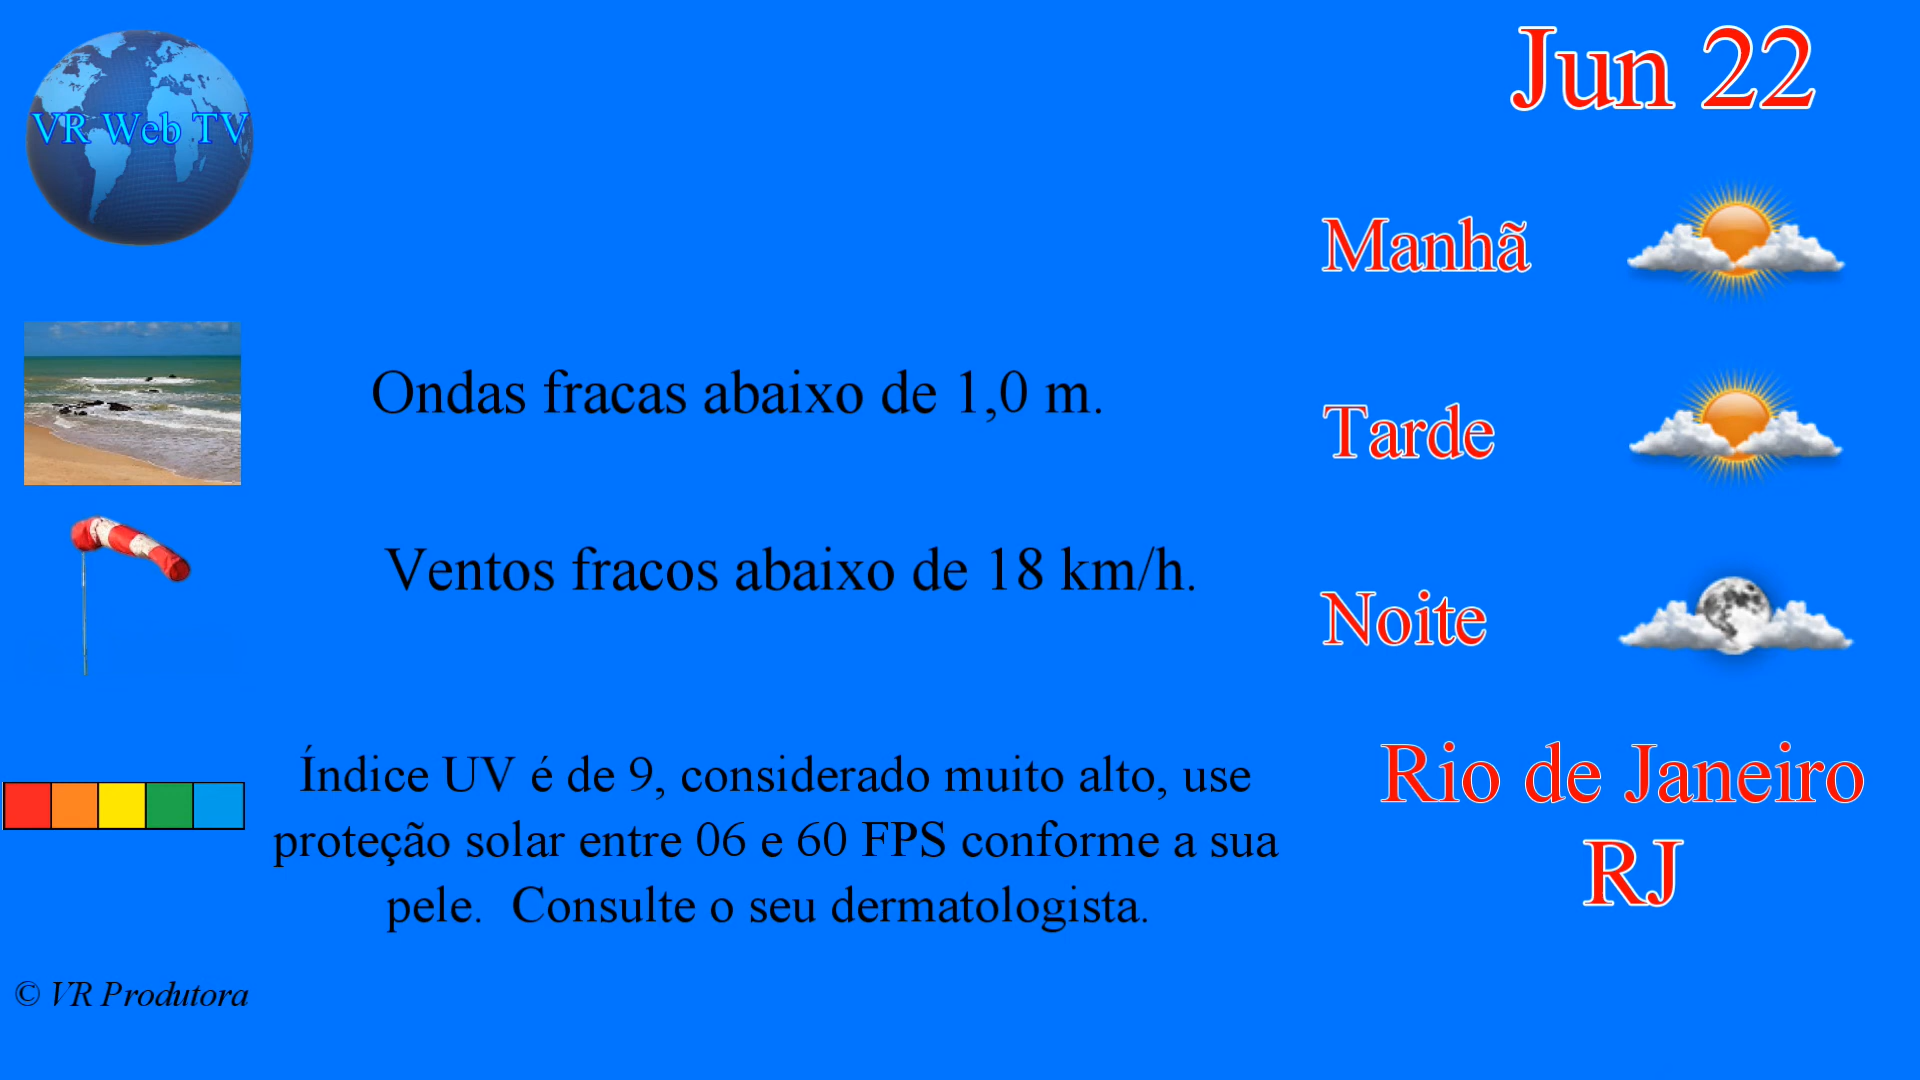 VR Web TV
Jun 22
Manhã
Ondas fracas abaixo de 1,0 m.
Tarde
Ventos fracos abaixo de 18 km/h.
Noite
Índice UV é de 9, considerado muito alto, use
proteção solar entre 06 e 60 FPS conforme a sua
pele.  Consulte o seu dermatologista.
Rio de Janeiro
RJ
© VR Produtora